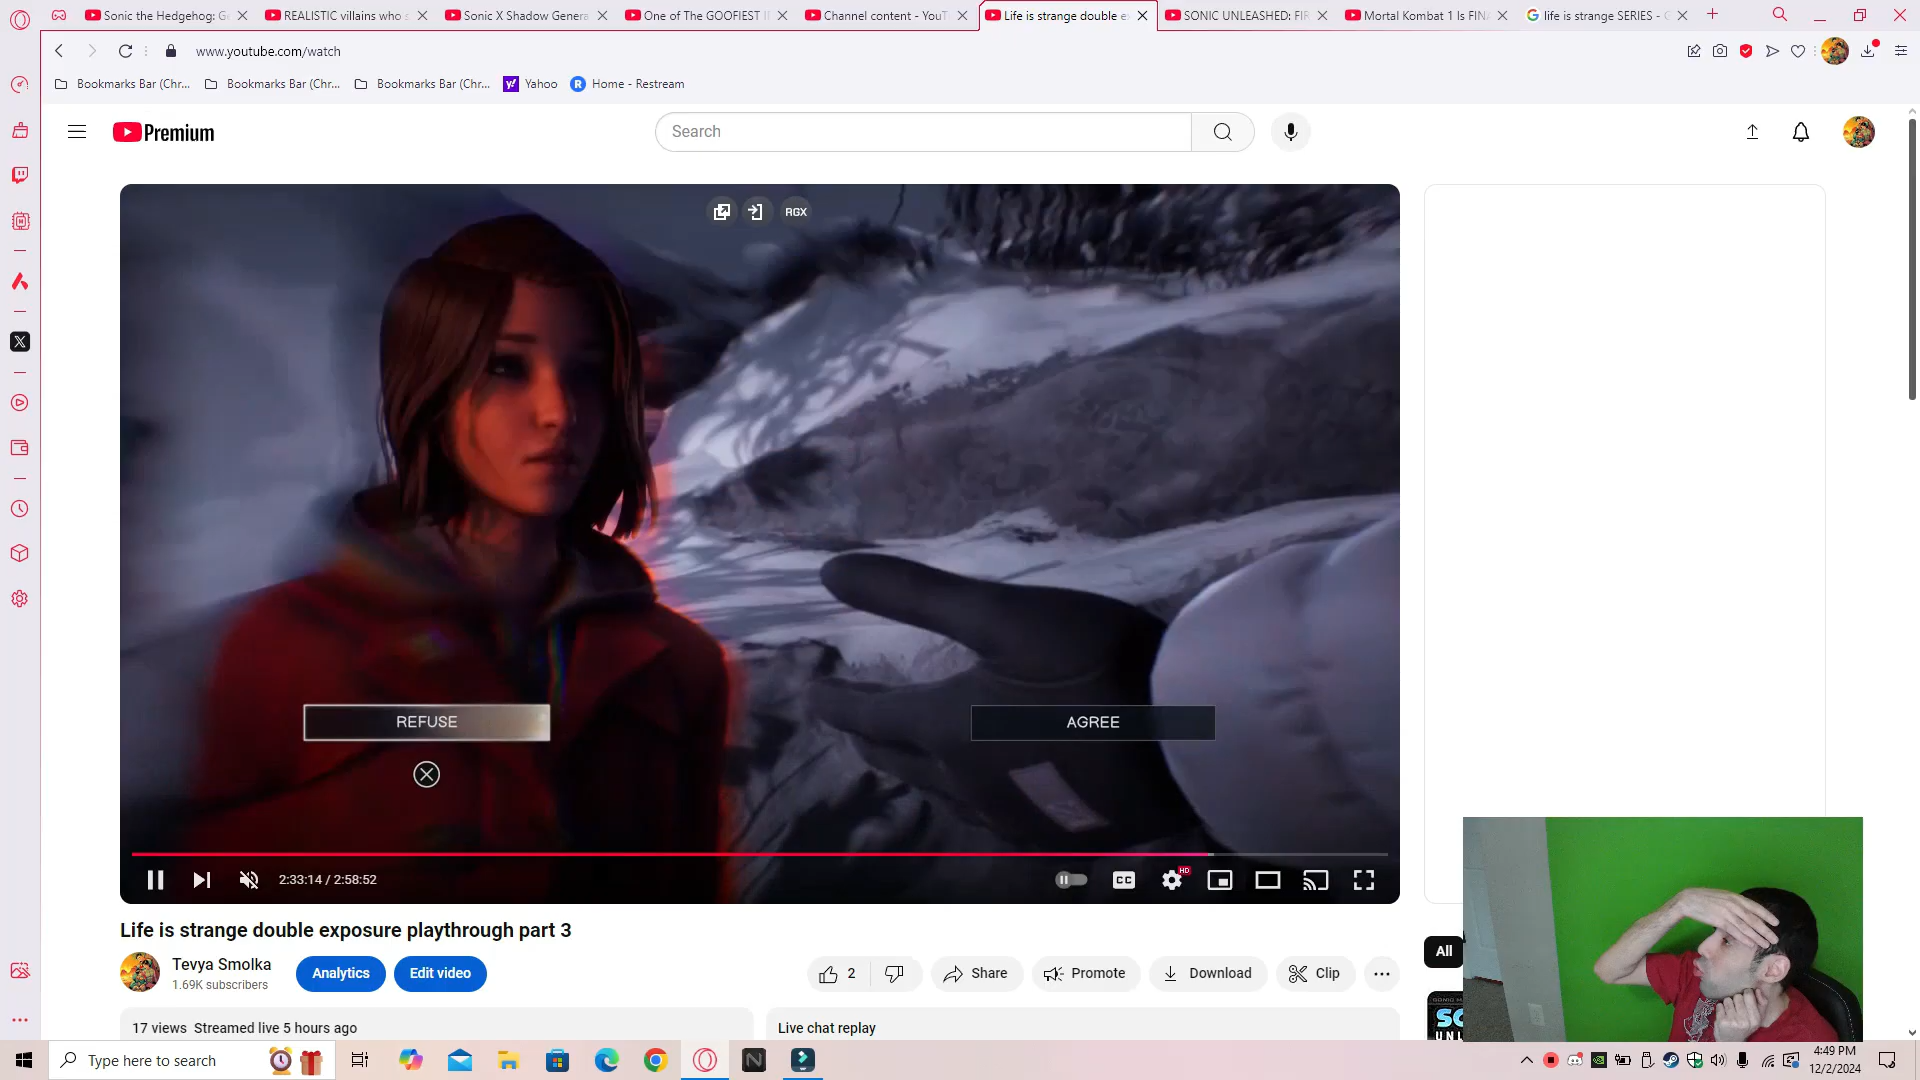 Sonic the Hedgehog: Ge
REALISTIC villains who s
Sonic X Shadow Genera
One of The GOOFIEST I
Channel content - YouT
Life is strange double e
SONIC UNLEASHED: FIR
Mortal Kombat 1 Is FINA
life is strange SERIES - G
www.youtube.com/watch
Bookmarks Bar (Chr...
Bookmarks Bar (Chr...
Bookmarks Bar (Chr...
Yahoo
Home - Restream
Premium
Search
RGX
REFUSE
AGREE
2:33:14 / 2:58:52
CC
HD
Life is strange double exposure playthrough part 3
Tevya Smolka
1.69K subscribers
Analytics
Edit video
2
Share
Promote
Download
Clip
All
17 views Streamed live 5 hours ago
Live chat replay
Type here to search
4:49 PM
12/2/2024